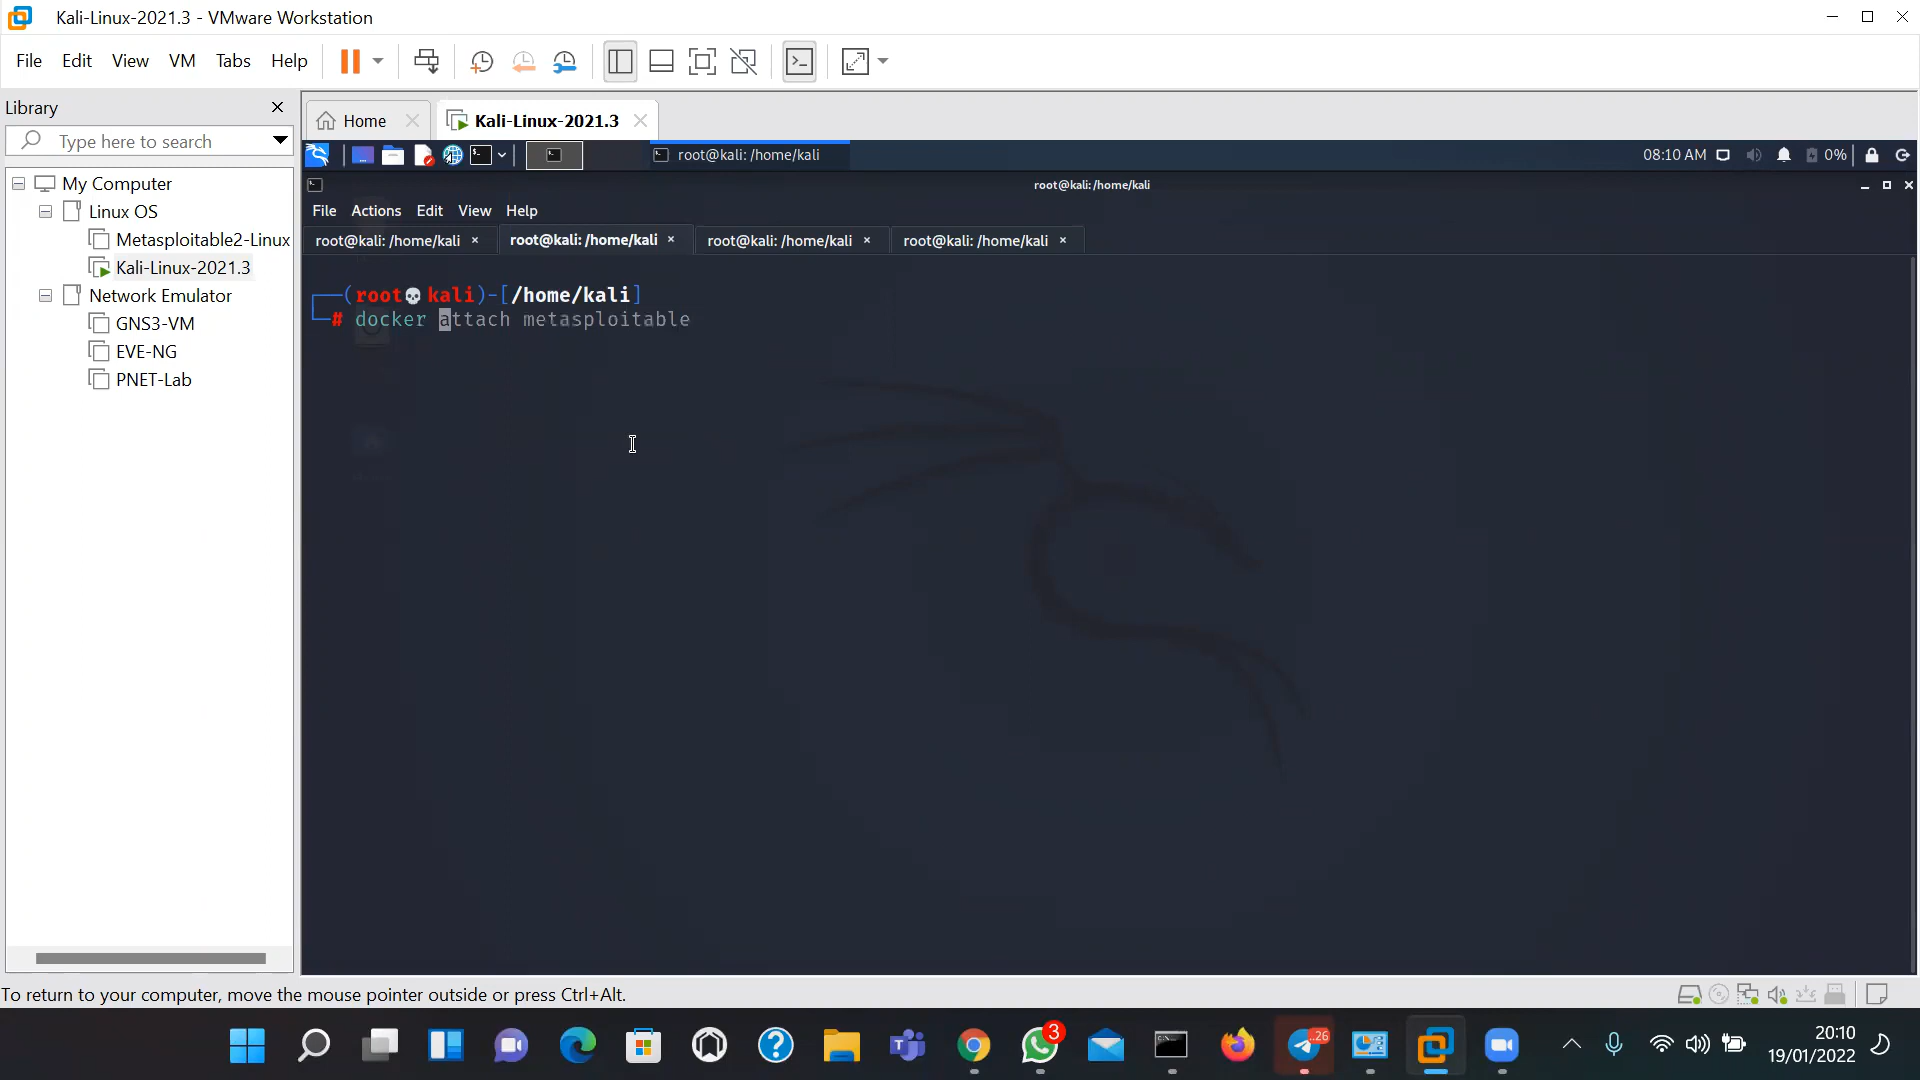 Kali-Linux-2021.3 - VMware Workstation
File Edit View VM Tabs Help
Library
Type here to search
My Computer
Linux OS
Metasploitable2-Linux
Kali-Linux-2021.3
Network Emulator
GNS3-VM
EVE-NG
PNET-Lab
Home
Kali-Linux-2021.3
root@kali: /home/kali
08:10 AM
0%
root@kali: /home/kali
File Actions Edit View Help
root@kali: /home/kali × root@kali: /home/kali × root@kali: /home/kali × root@kali: /home/kali ×
(root💀kali)-[/home/kali]
# docker attach metasploitable
To return to your computer, move the mouse pointer outside or press Ctrl+Alt.
3
..26
20:10
19/01/2022